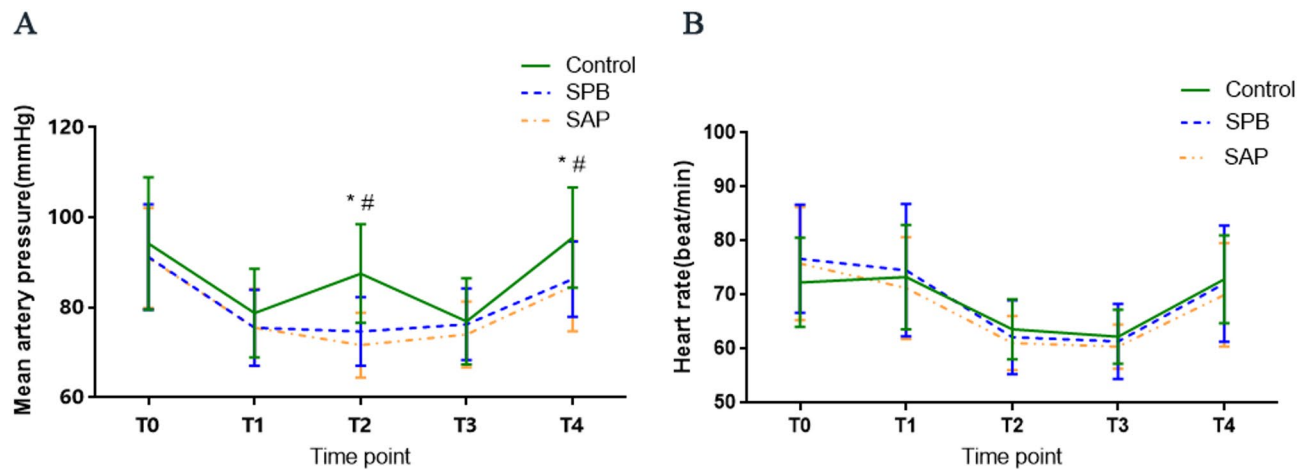 A
Control
SPB
SAP
Mean artery pressure(mmHg)
120
100
80
60
* #
* #
T0 T1 T2 T3 T4
Time point
B
Control
SPB
SAP
Heart rate(beat/min)
100
90
80
70
60
50
T0 T1 T2 T3 T4
Time point